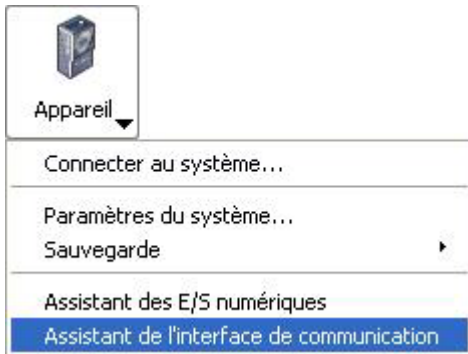 Appareil
Connecter au système...
Paramètres du système...
Sauvegarde
Assistant des E/S numériques
Assistant de l'interface de communication